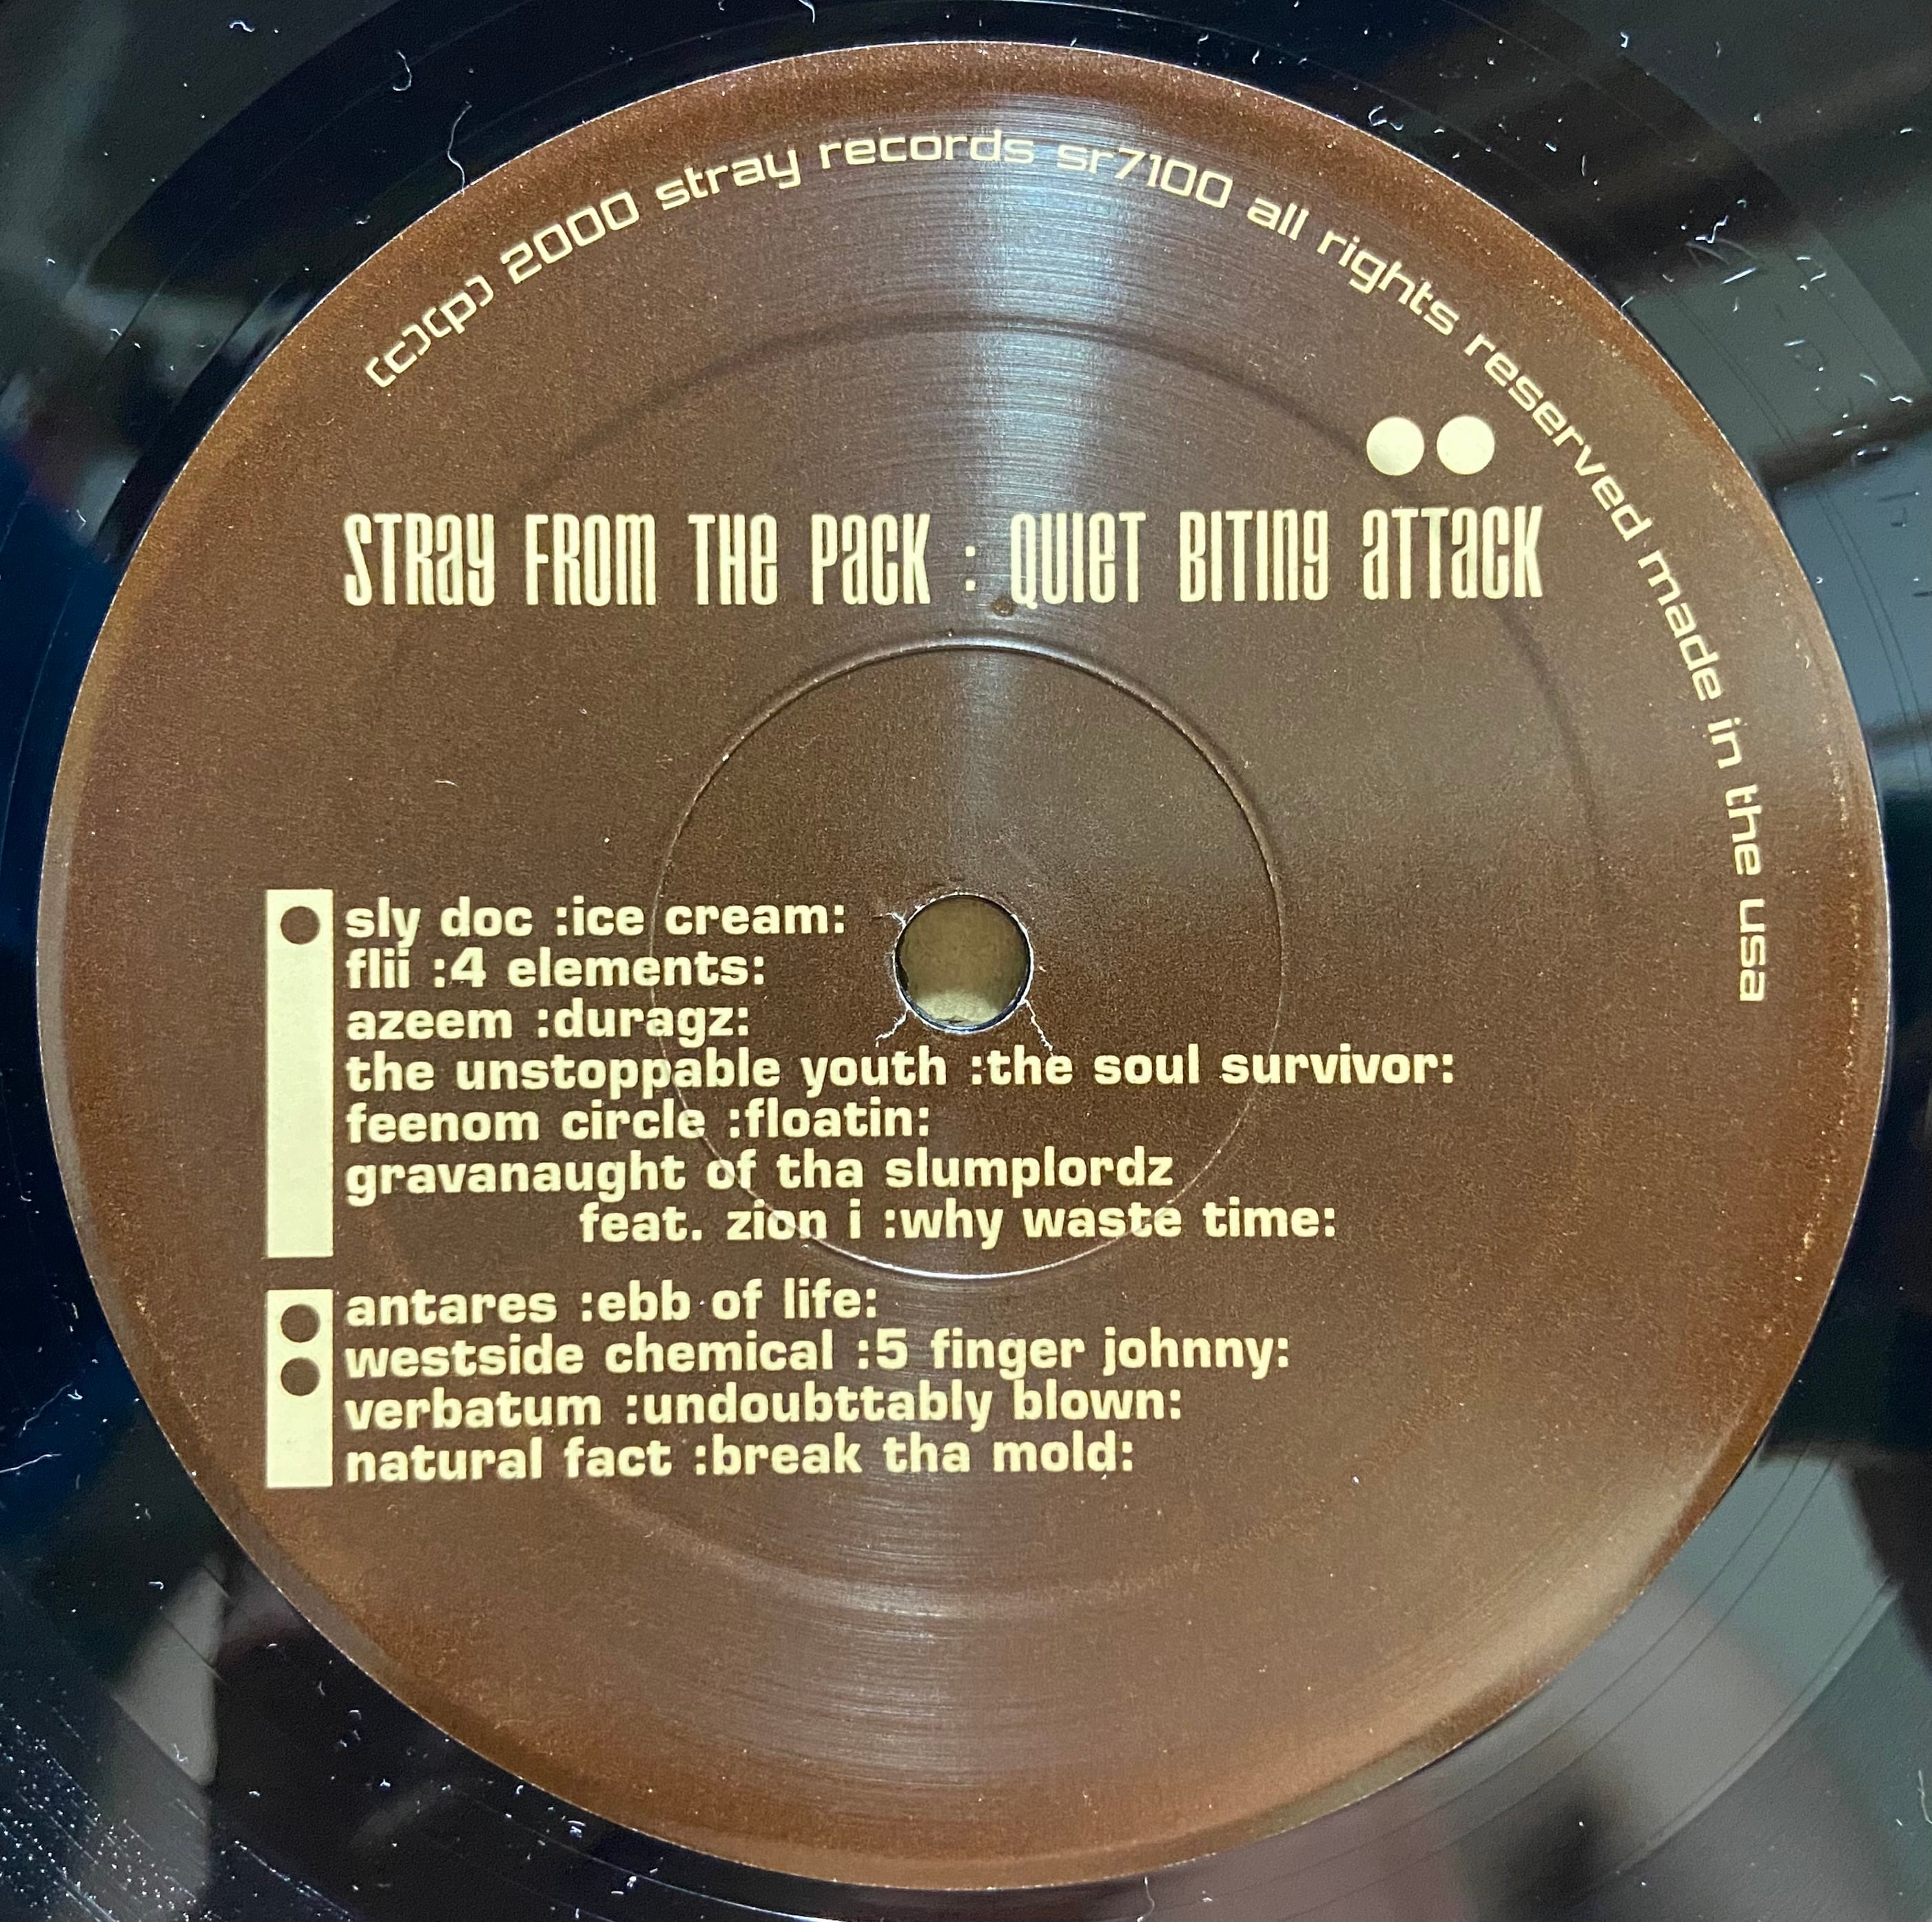 (c)(p) 2000 stray records sr7100 all rights reserved made in the usa
STRay FROM THe PaCK : QUIeT BITIng aTTaCK
sly doc :ice cream:
flii :4 elements:
azeem :duragz:
the unstoppable youth :the soul survivor:
feenom circle :floatin:
gravanaught of tha slumplordz
feat. zion i :why waste time:
antares :ebb of life:
westside chemical :5 finger johnny:
verbatum :undoubttably blown:
natural fact :break tha mold: